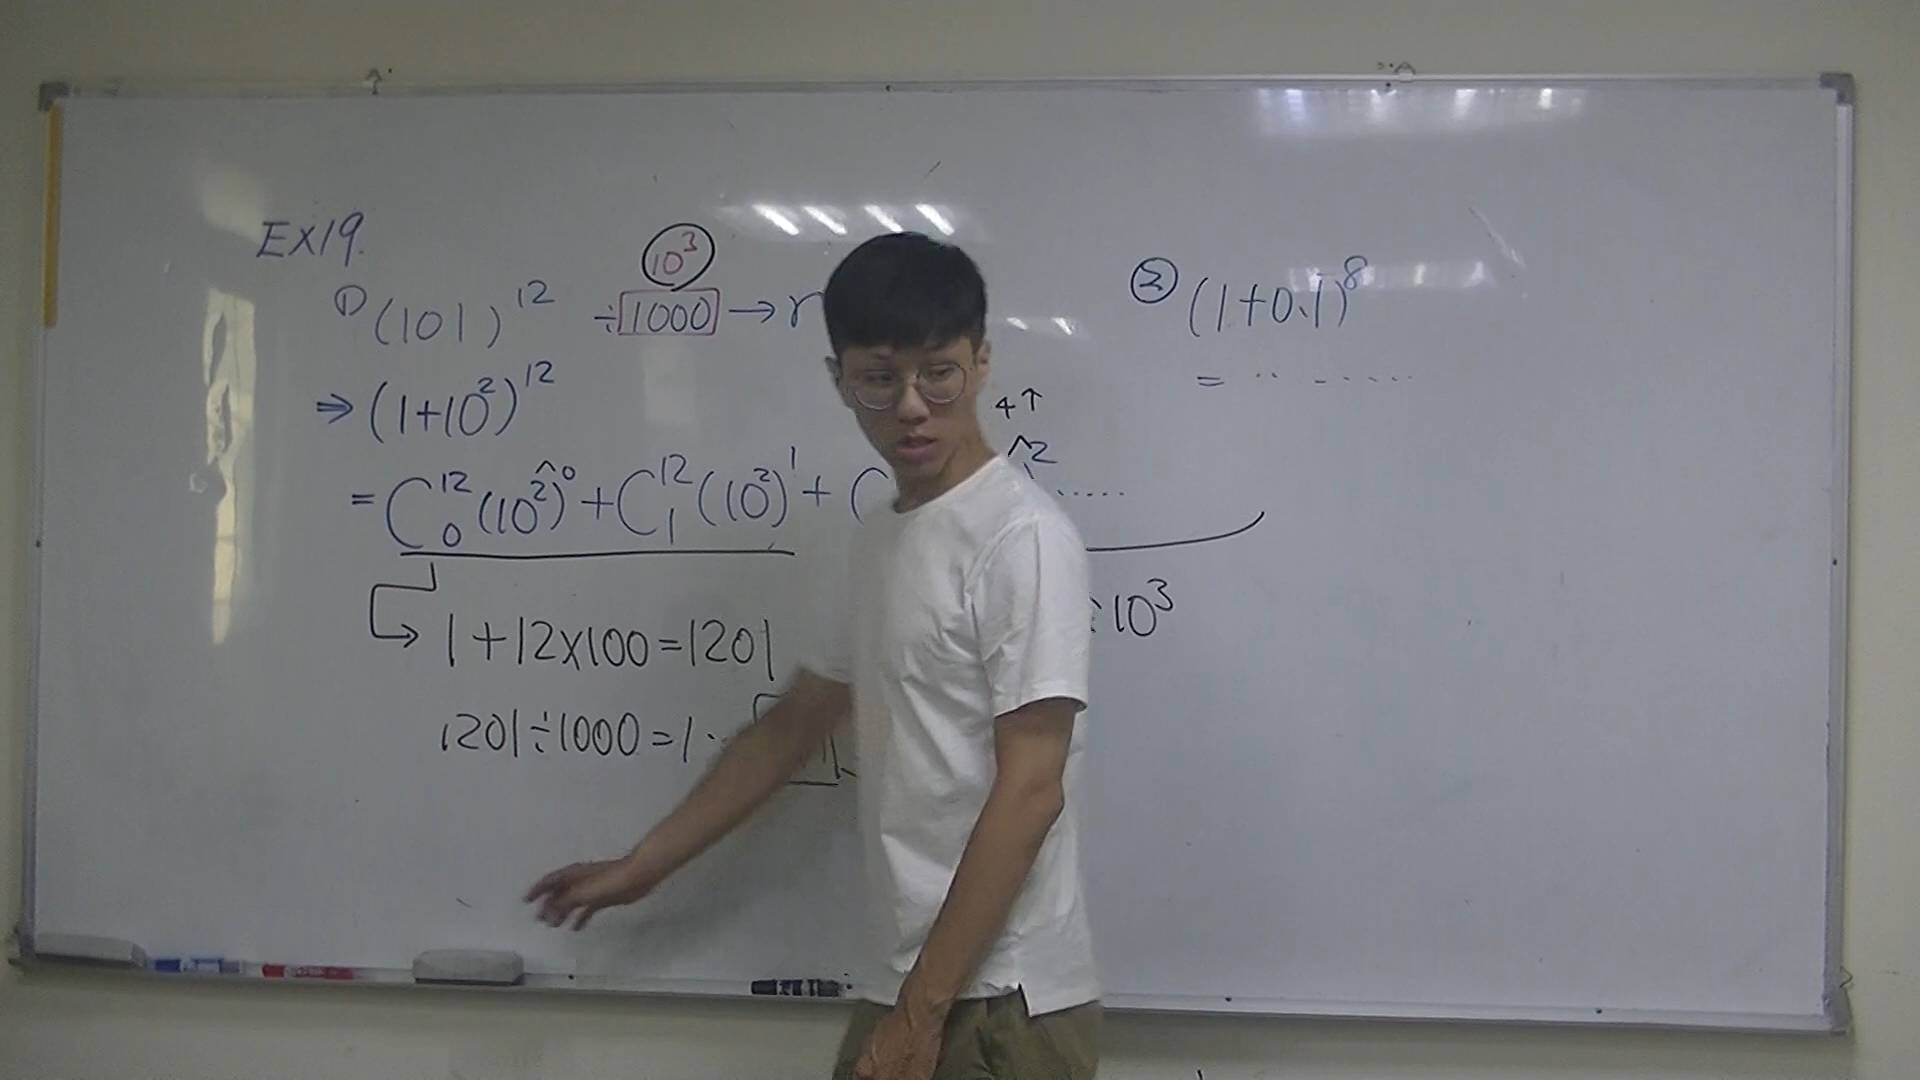 EX19.
① (101)^12 ÷ 1000 → r
10^3
⇒ (1+10^2)^12
4↑
= C^12_0 (10^2)^0 + C^12_1 (10^2)^1 + C ^2 ......
→ 1+12×100=1201
÷10^3
1201÷1000=1 ..
② (1+0.1)^8
= .. .....